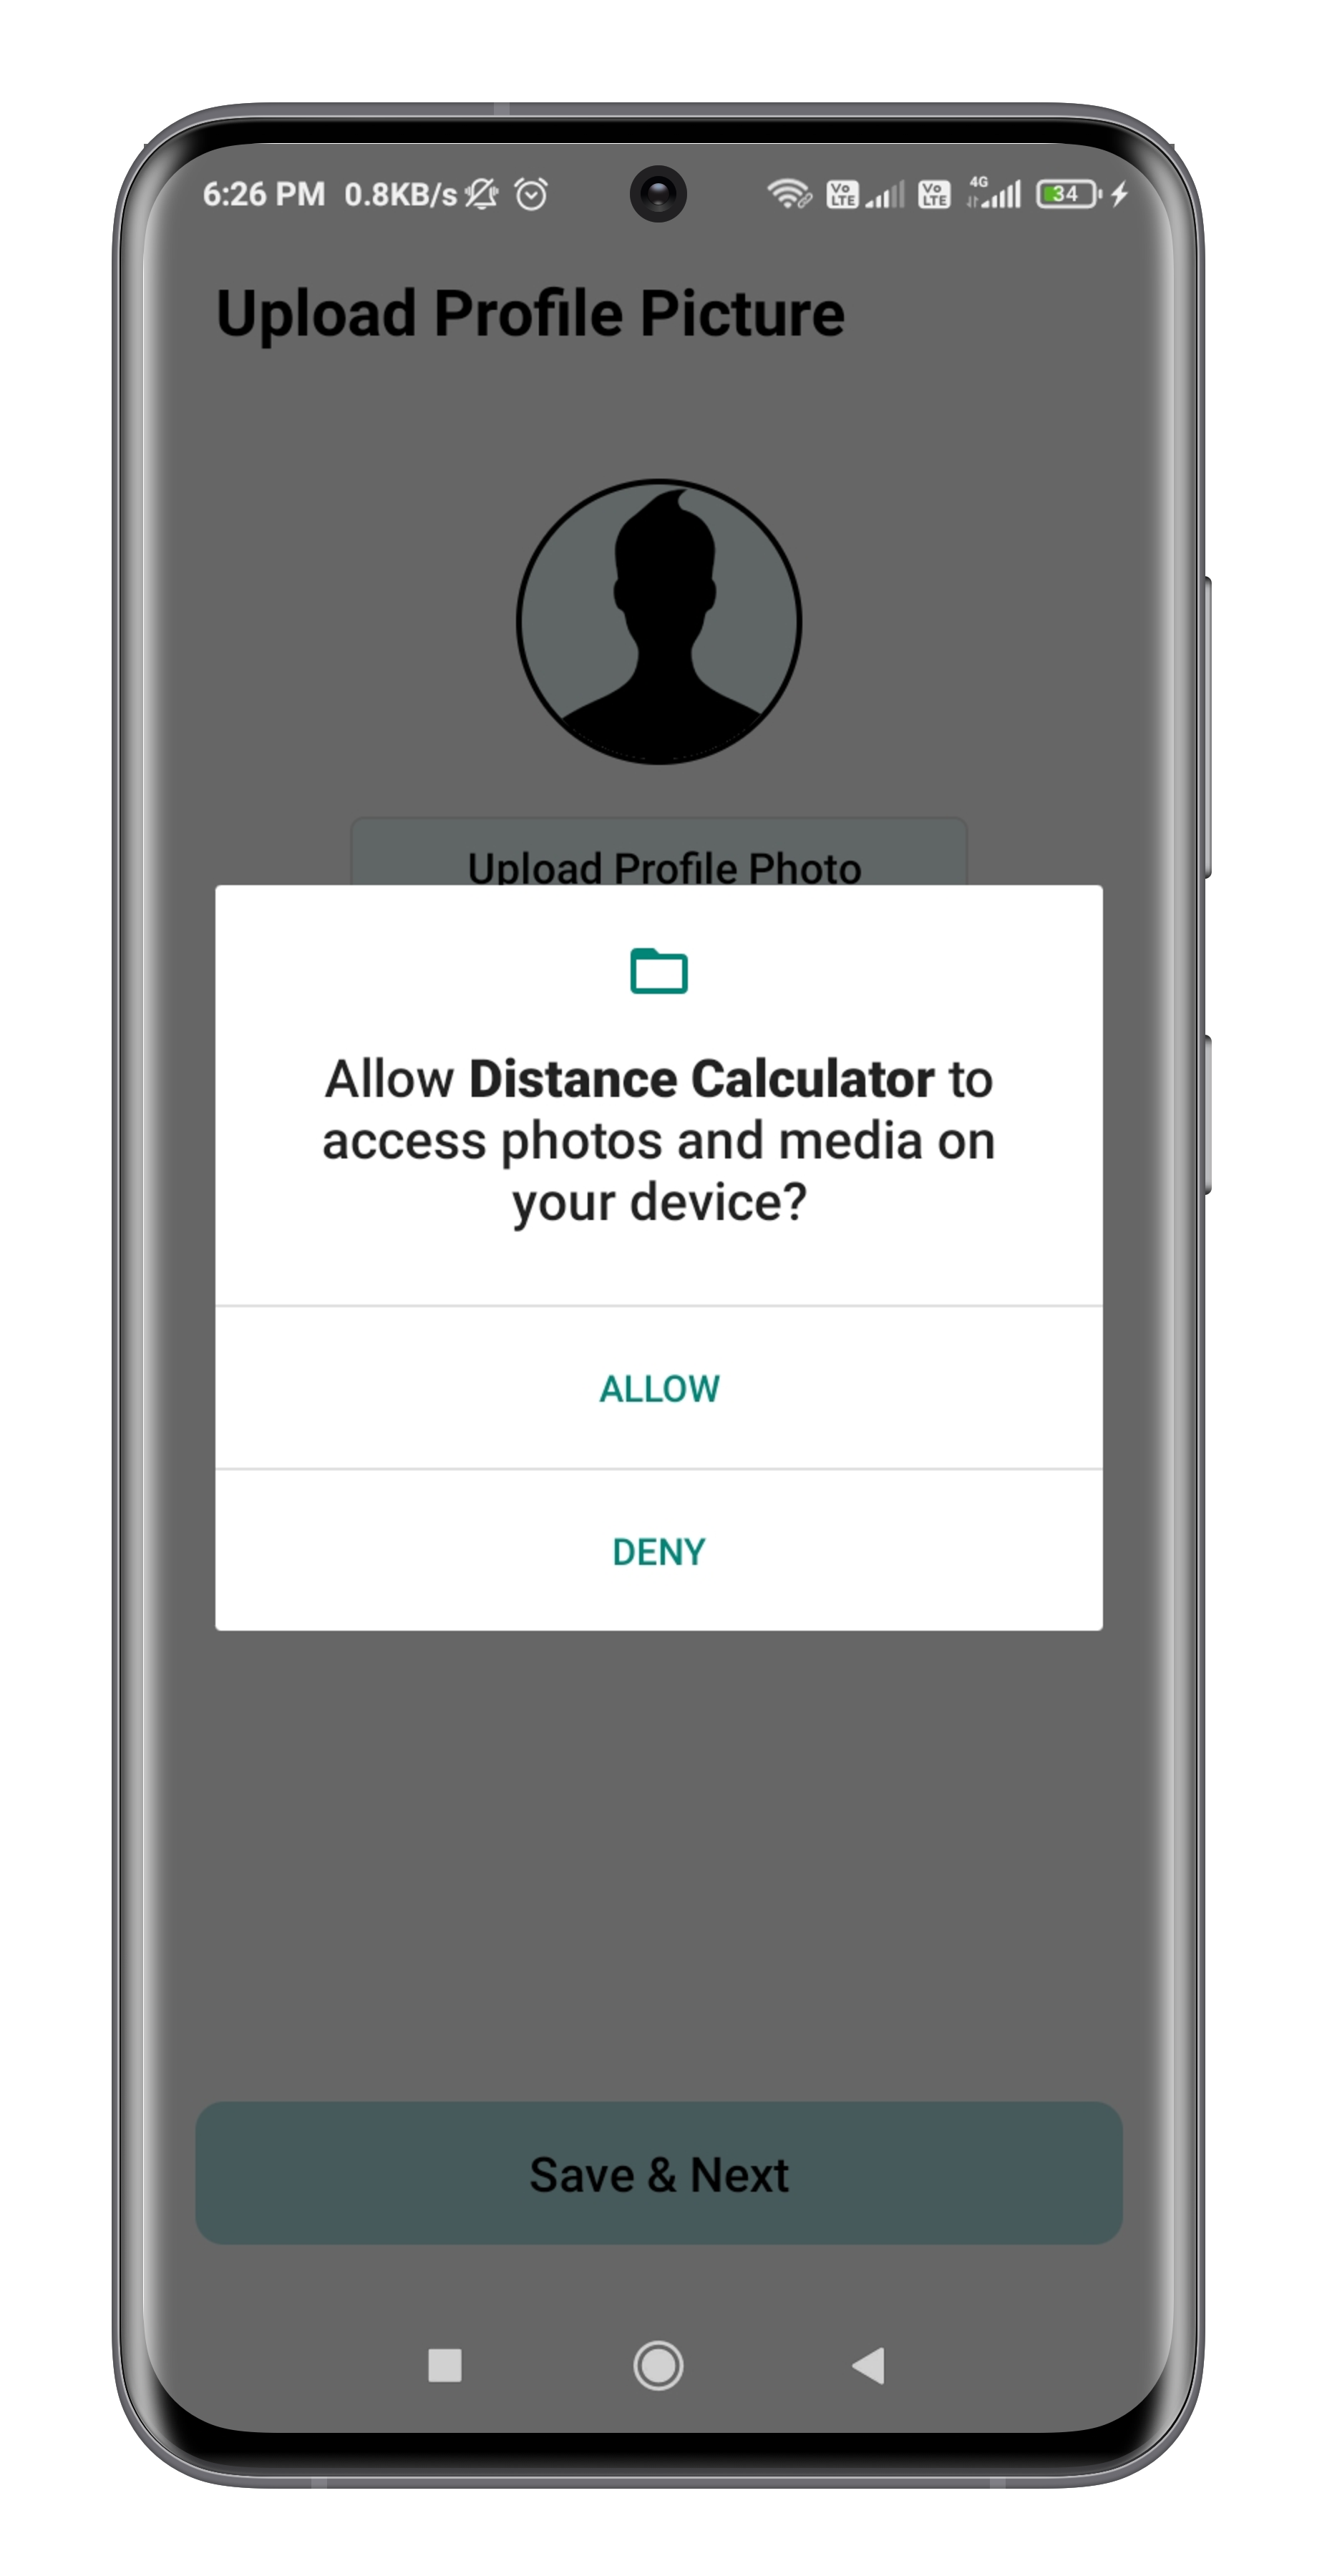 6:26 PM 0.8KB/s Vo LTE Vo LTE 4G 34
Upload Profile Picture
Upload Profile Photo
Allow Distance Calculator to
access photos and media on
your device?
ALLOW
DENY
Save & Next